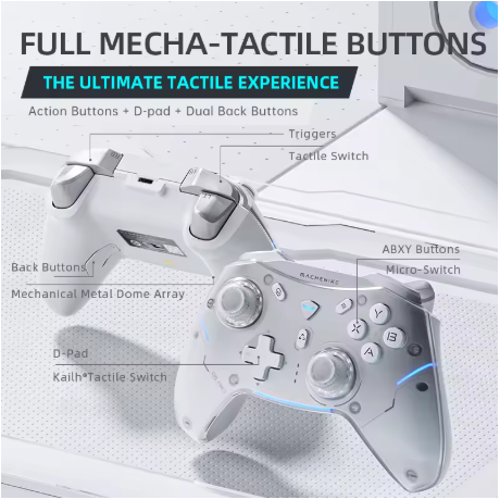 FULL MECHA-TACTILE BUTTONS
THE ULTIMATE TACTILE EXPERIENCE
Action Buttons + D-pad + Dual Back Buttons
Triggers
Tactile Switch
ABXY Buttons
Micro-Switch
Back Buttons
Mechanical Metal Dome Array
MACHENIKE
Y
X
B
A
D-Pad
Kailh*Tactile Switch